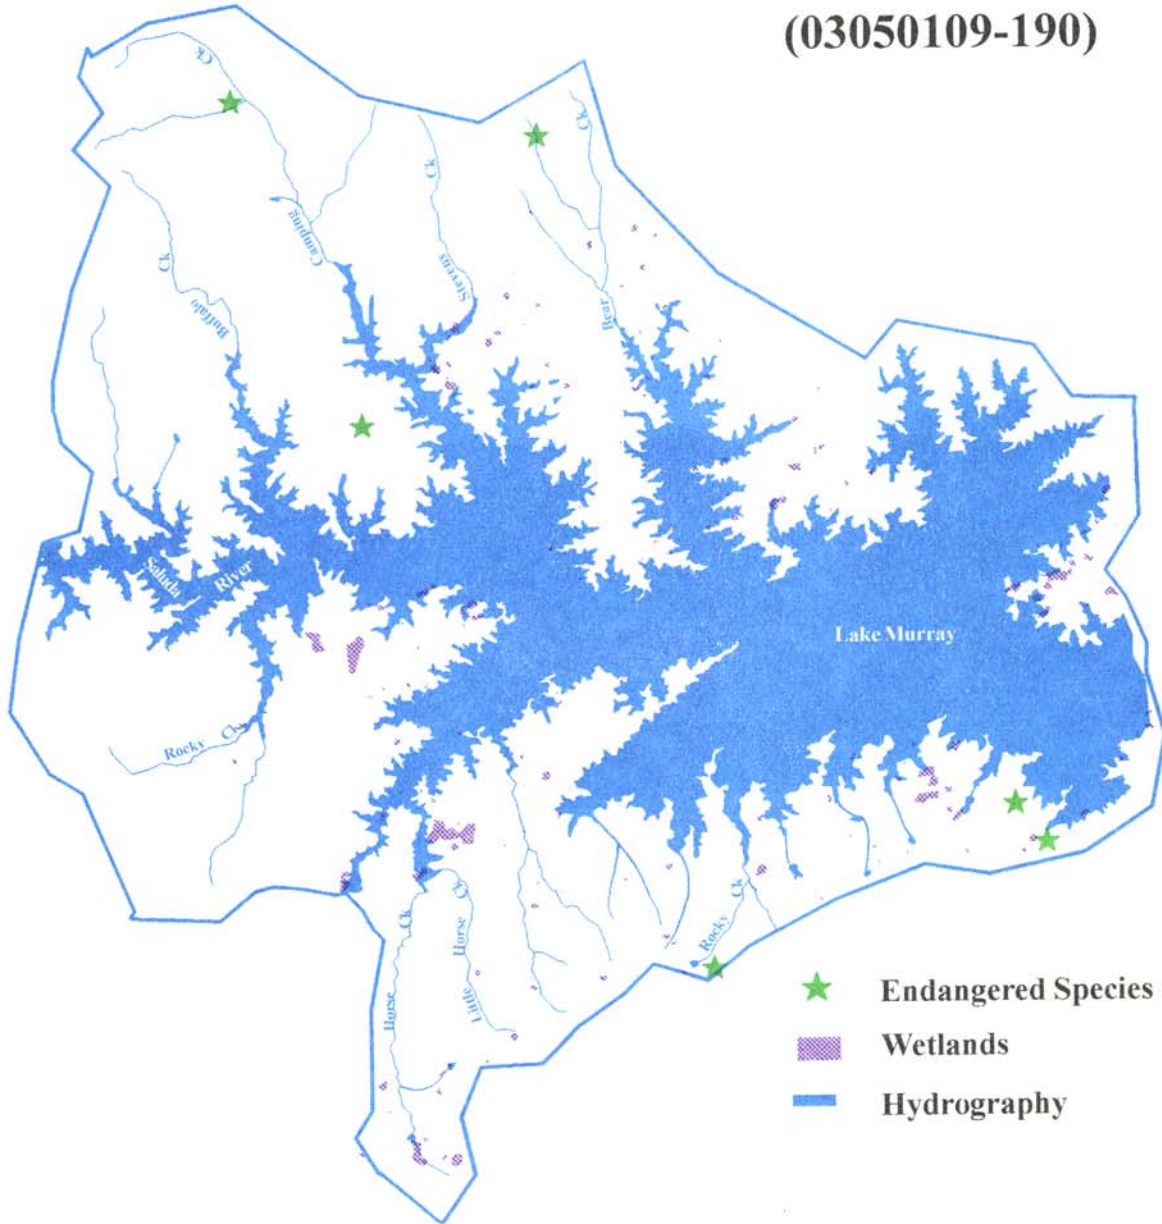 (03050109-190)
Ck
Ck
Ck
Camping
Stevens
Ck
Buffalo
Bear
Saluda
River
Lake Murray
Rocky Ck
Ck
Horse
Ck
Horse
Little
Rocky Ck
Endangered Species
Wetlands
Hydrography